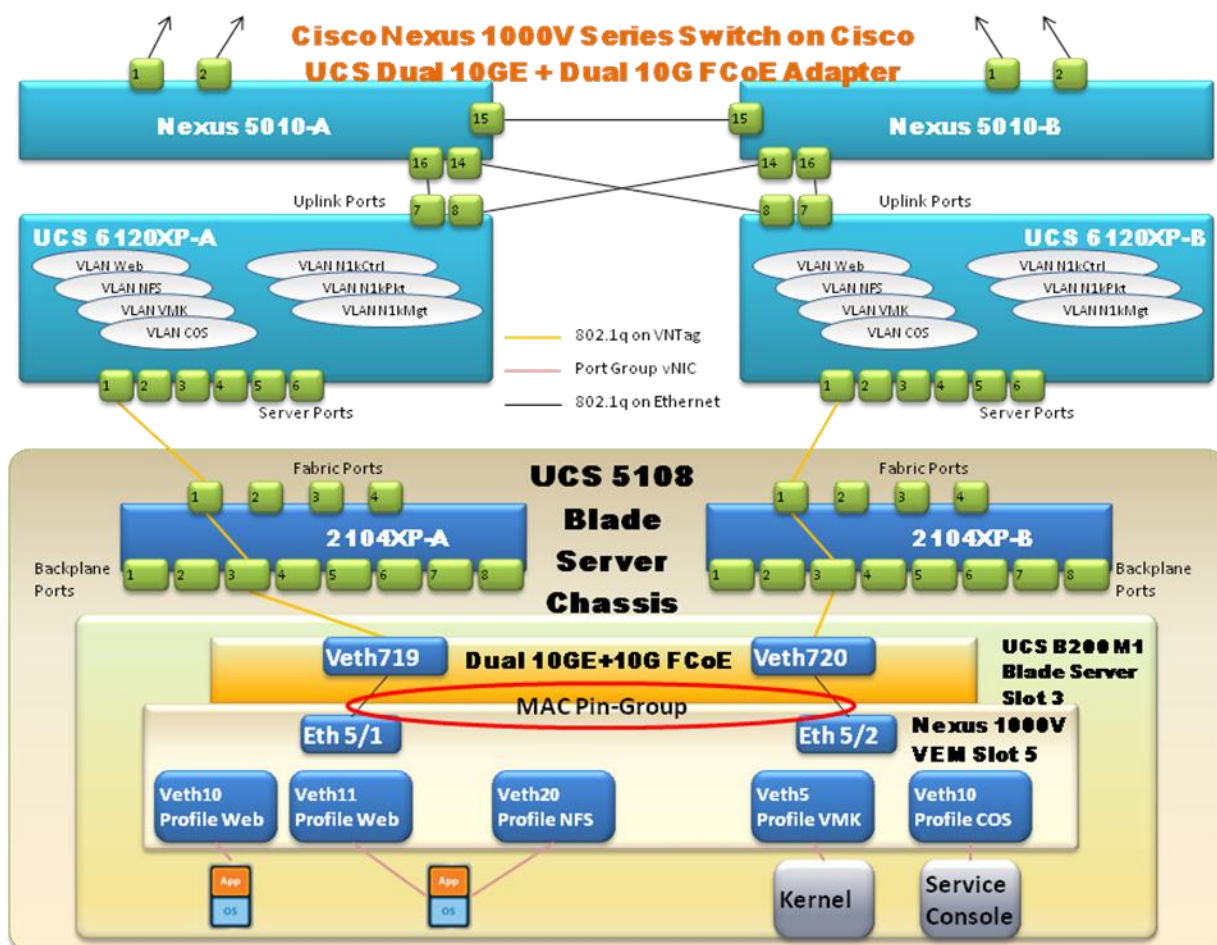 Cisco Nexus 1000V Series Switch on Cisco
UCS Dual 10GE + Dual 10G FCoE Adapter
1
2
1
2
Nexus 5010-A
15
15
Nexus 5010-B
16
14
14
16
Uplink Ports
7
8
8
7
Uplink Ports
UCS 6120XP-A
UCS 6120XP-B
VLAN Web
VLAN NFS
VLAN VMK
VLAN COS
VLAN N1kCtrl
VLAN N1kPkt
VLAN N1kMgt
VLAN Web
VLAN NFS
VLAN VMK
VLAN COS
VLAN N1kCtrl
VLAN N1kPkt
VLAN N1kMgt
802.1q on VNTag
Port Group vNIC
802.1q on Ethernet
1 2 3 4 5 6
Server Ports
1 2 3 4 5 6
Server Ports
UCS 5108
Blade
Server
Chassis
Fabric Ports
1 2 3 4
2104XP-A
Backplane
Ports
1 2 3 4 5 6 7 8
Fabric Ports
1 2 3 4
2104XP-B
1 2 3 4 5 6 7 8
Backplane
Ports
Veth719
Dual 10GE+10G FCoE
Veth720
UCS B200 M1
Blade Server
Slot 3
MAC Pin-Group
Eth 5/1
Eth 5/2
Nexus 1000V
VEM Slot 5
Veth10
Profile Web
Veth11
Profile Web
Veth20
Profile NFS
Veth5
Profile VMK
Veth10
Profile COS
App
OS
App
OS
Kernel
Service
Console